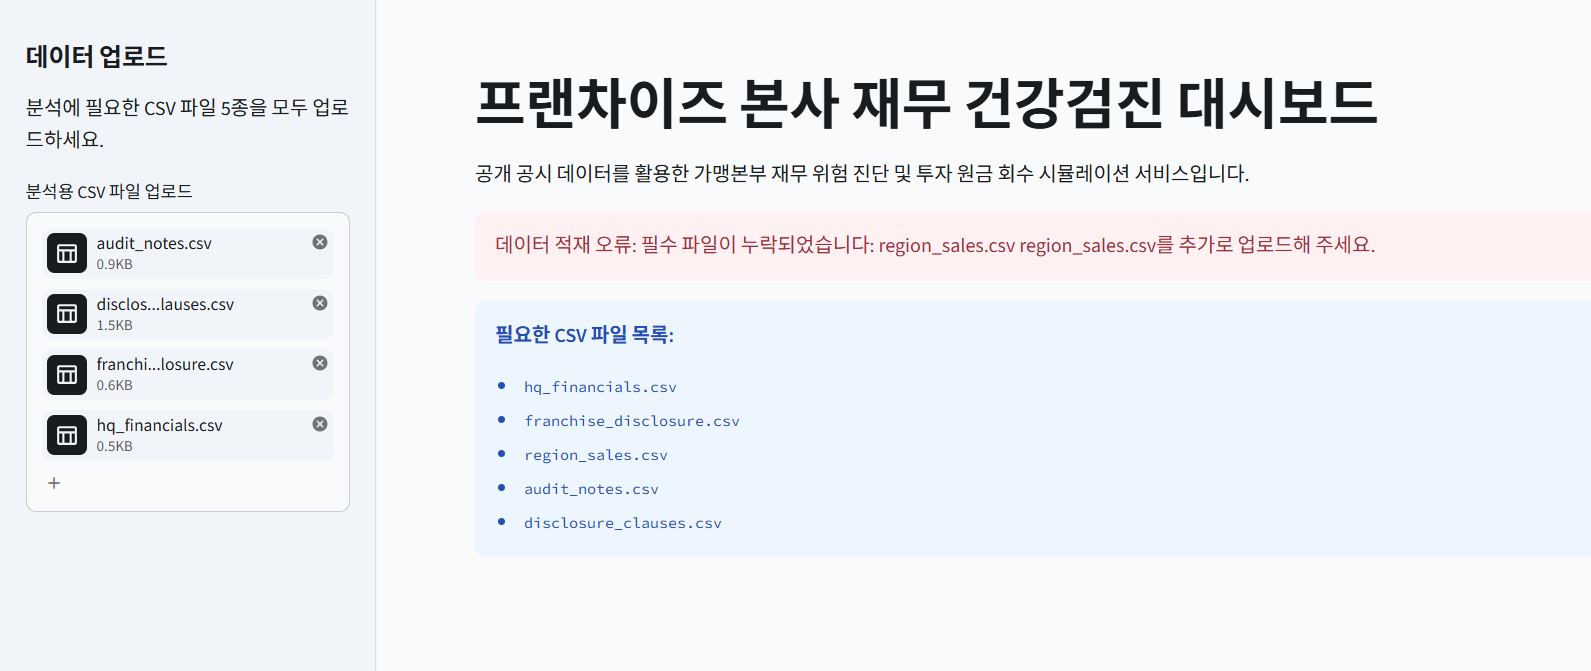 데이터 업로드
분석에 필요한 CSV 파일 5종을 모두 업로
드하세요.
분석용 CSV 파일 업로드
audit_notes.csv
0.9KB
disclos...lauses.csv
1.5KB
franchi...losure.csv
0.6KB
hq_financials.csv
0.5KB
+
프랜차이즈 본사 재무 건강검진 대시보드
공개 공시 데이터를 활용한 가맹본부 재무 위험 진단 및 투자 원금 회수 시뮬레이션 서비스입니다.
데이터 적재 오류: 필수 파일이 누락되었습니다: region_sales.csv region_sales.csv를 추가로 업로드해 주세요.
필요한 CSV 파일 목록:
• hq_financials.csv
• franchise_disclosure.csv
• region_sales.csv
• audit_notes.csv
• disclosure_clauses.csv